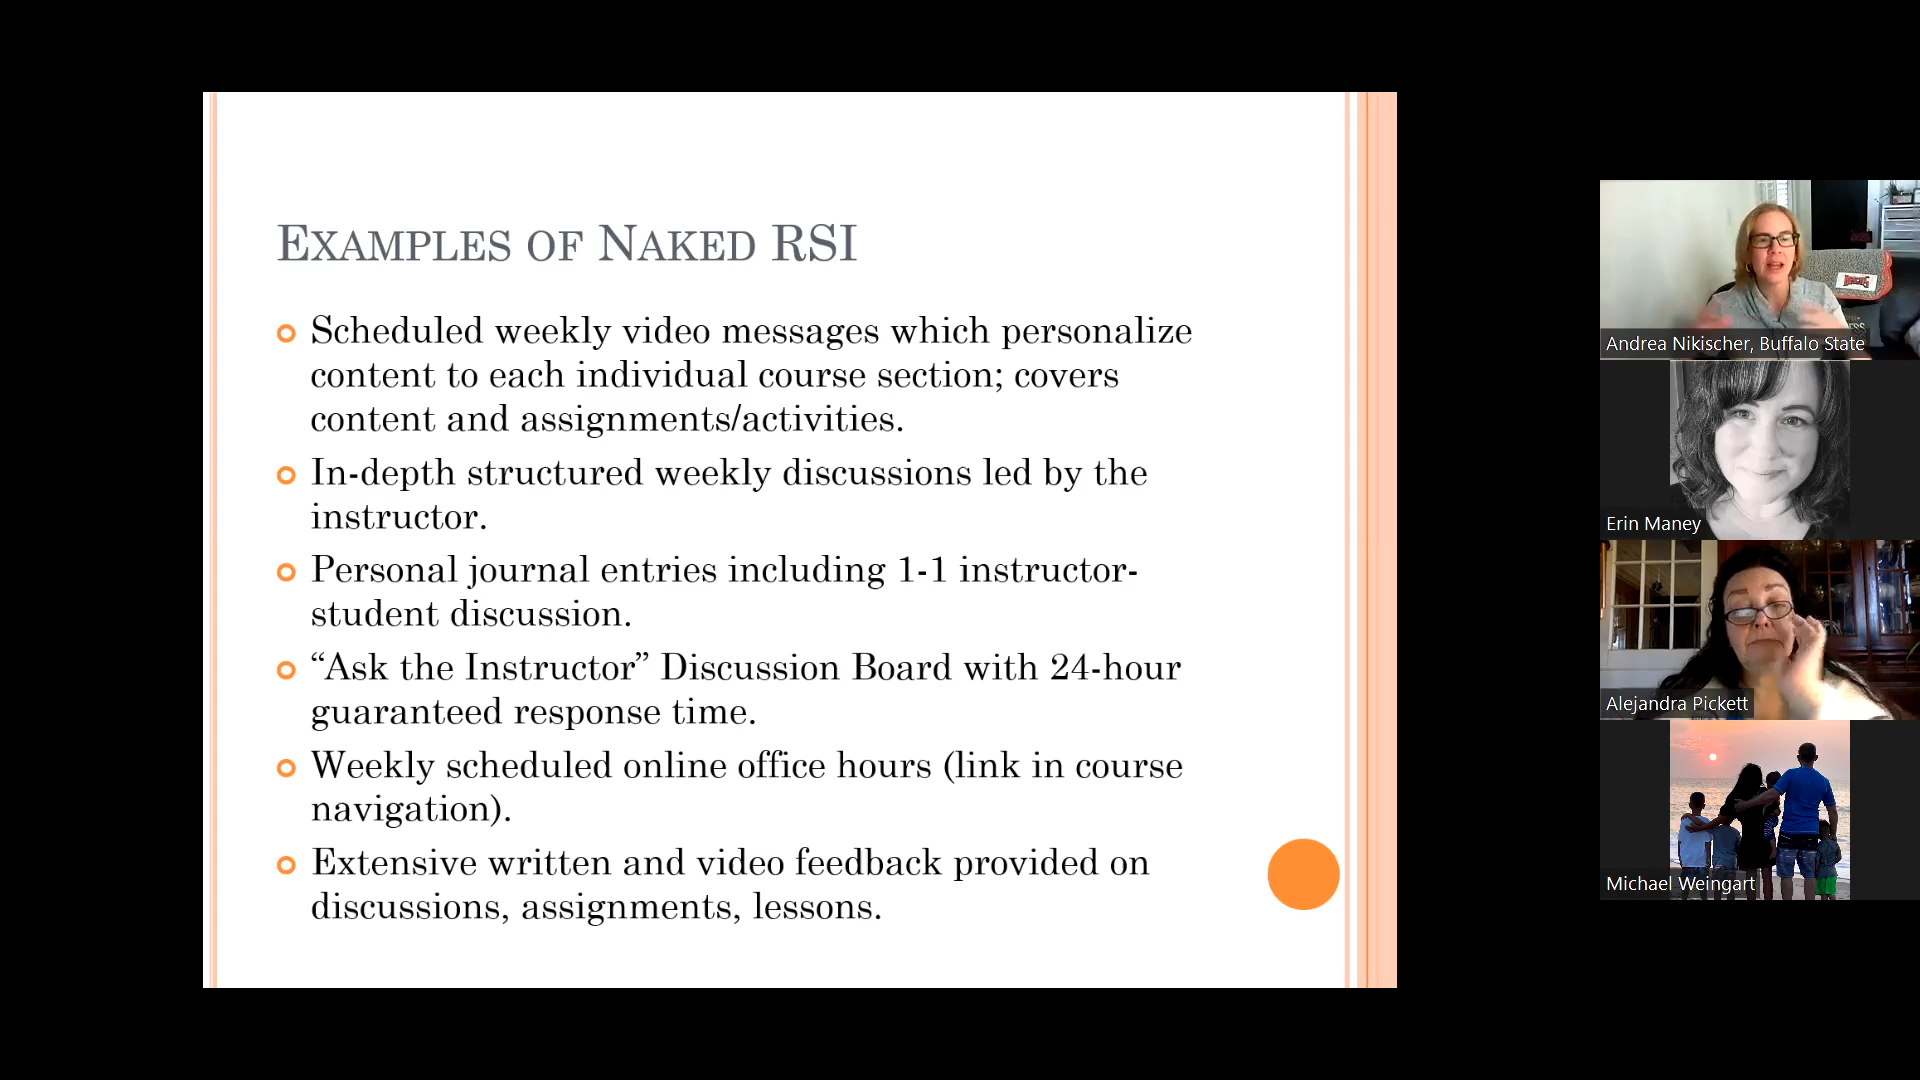 EXAMPLES OF NAKED RSI
Scheduled weekly video messages which personalize
content to each individual course section; covers
content and assignments/activities.
In-depth structured weekly discussions led by the
instructor.
Personal journal entries including 1-1 instructor-
student discussion.
“Ask the Instructor” Discussion Board with 24-hour
guaranteed response time.
Weekly scheduled online office hours (link in course
navigation).
Extensive written and video feedback provided on
discussions, assignments, lessons.
Andrea Nikischer, Buffalo State
Erin Maney
Alejandra Pickett
Michael Weingart